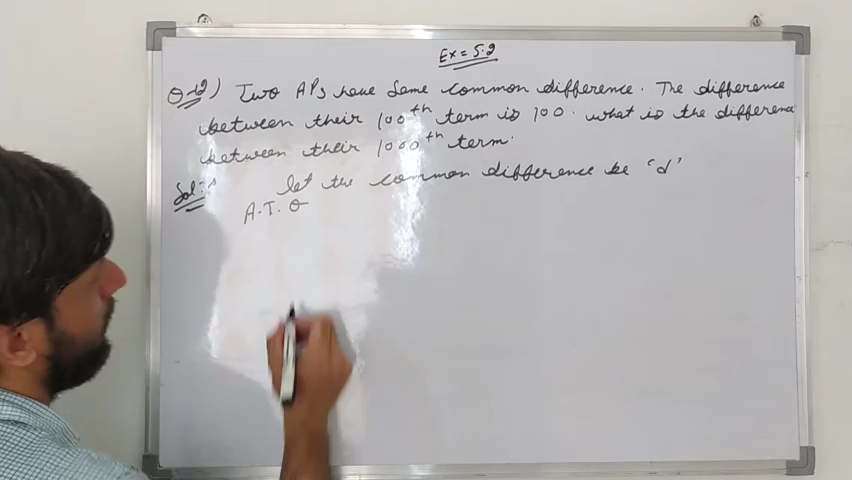 Ex = 5.2
Q-12) Two APs have same common difference. The difference
between their 100th term is 100. what is the difference
between their 1000th term.
Sol:-
let the common difference be 'd'
A.T.Q